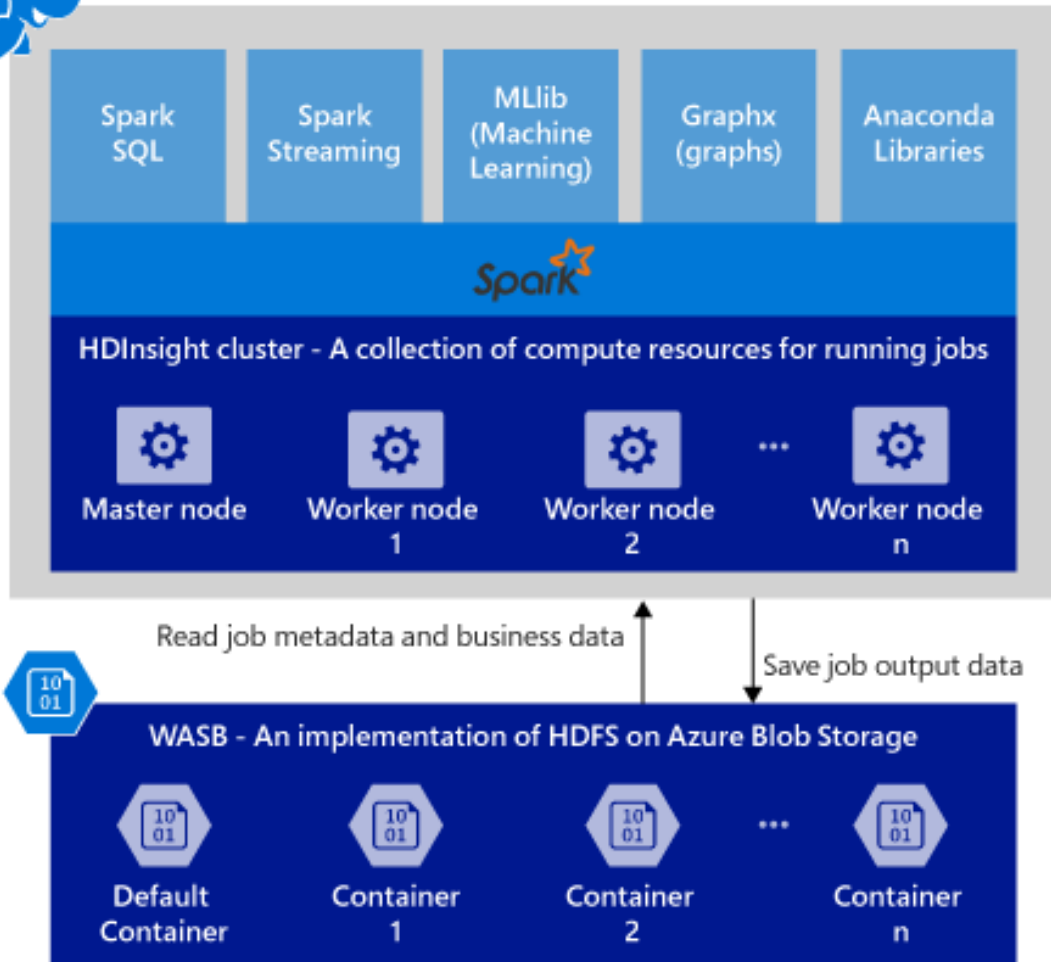 Spark
SQL
Spark
Streaming
MLlib
(Machine
Learning)
Graphx
(graphs)
Anaconda
Libraries
Spark
HDInsight cluster - A collection of compute resources for running jobs
Master node
Worker node
1
Worker node
2
...
Worker node
n
Read job metadata and business data
Save job output data
10
01
WASB - An implementation of HDFS on Azure Blob Storage
10
01
10
01
10
01
...
10
01
Default
Container
Container
1
Container
2
Container
n